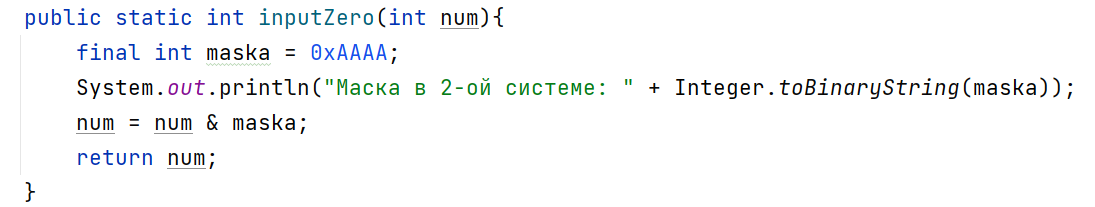 public static int inputZero(int num){
    final int maska = 0xAAAA;
    System.out.println("Маска в 2-ой системе: " + Integer.toBinaryString(maska));
    num = num & maska;
    return num;
}